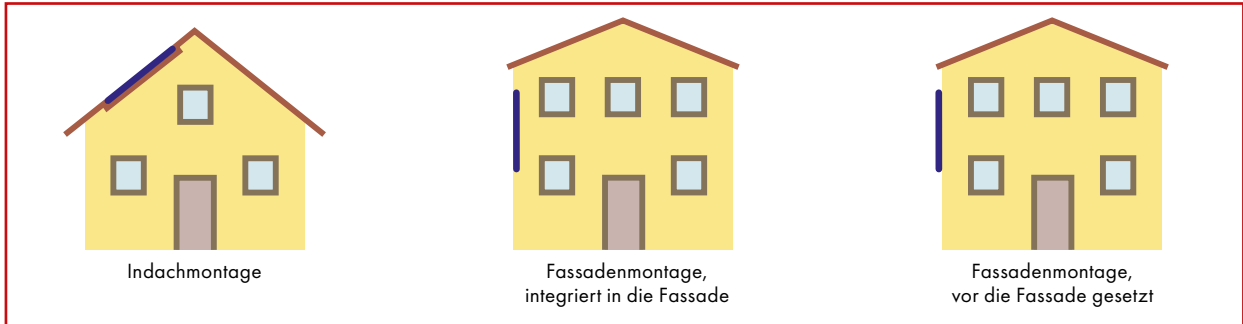 Indachmontage
Fassadenmontage,
integriert in die Fassade
Fassadenmontage,
vor die Fassade gesetzt